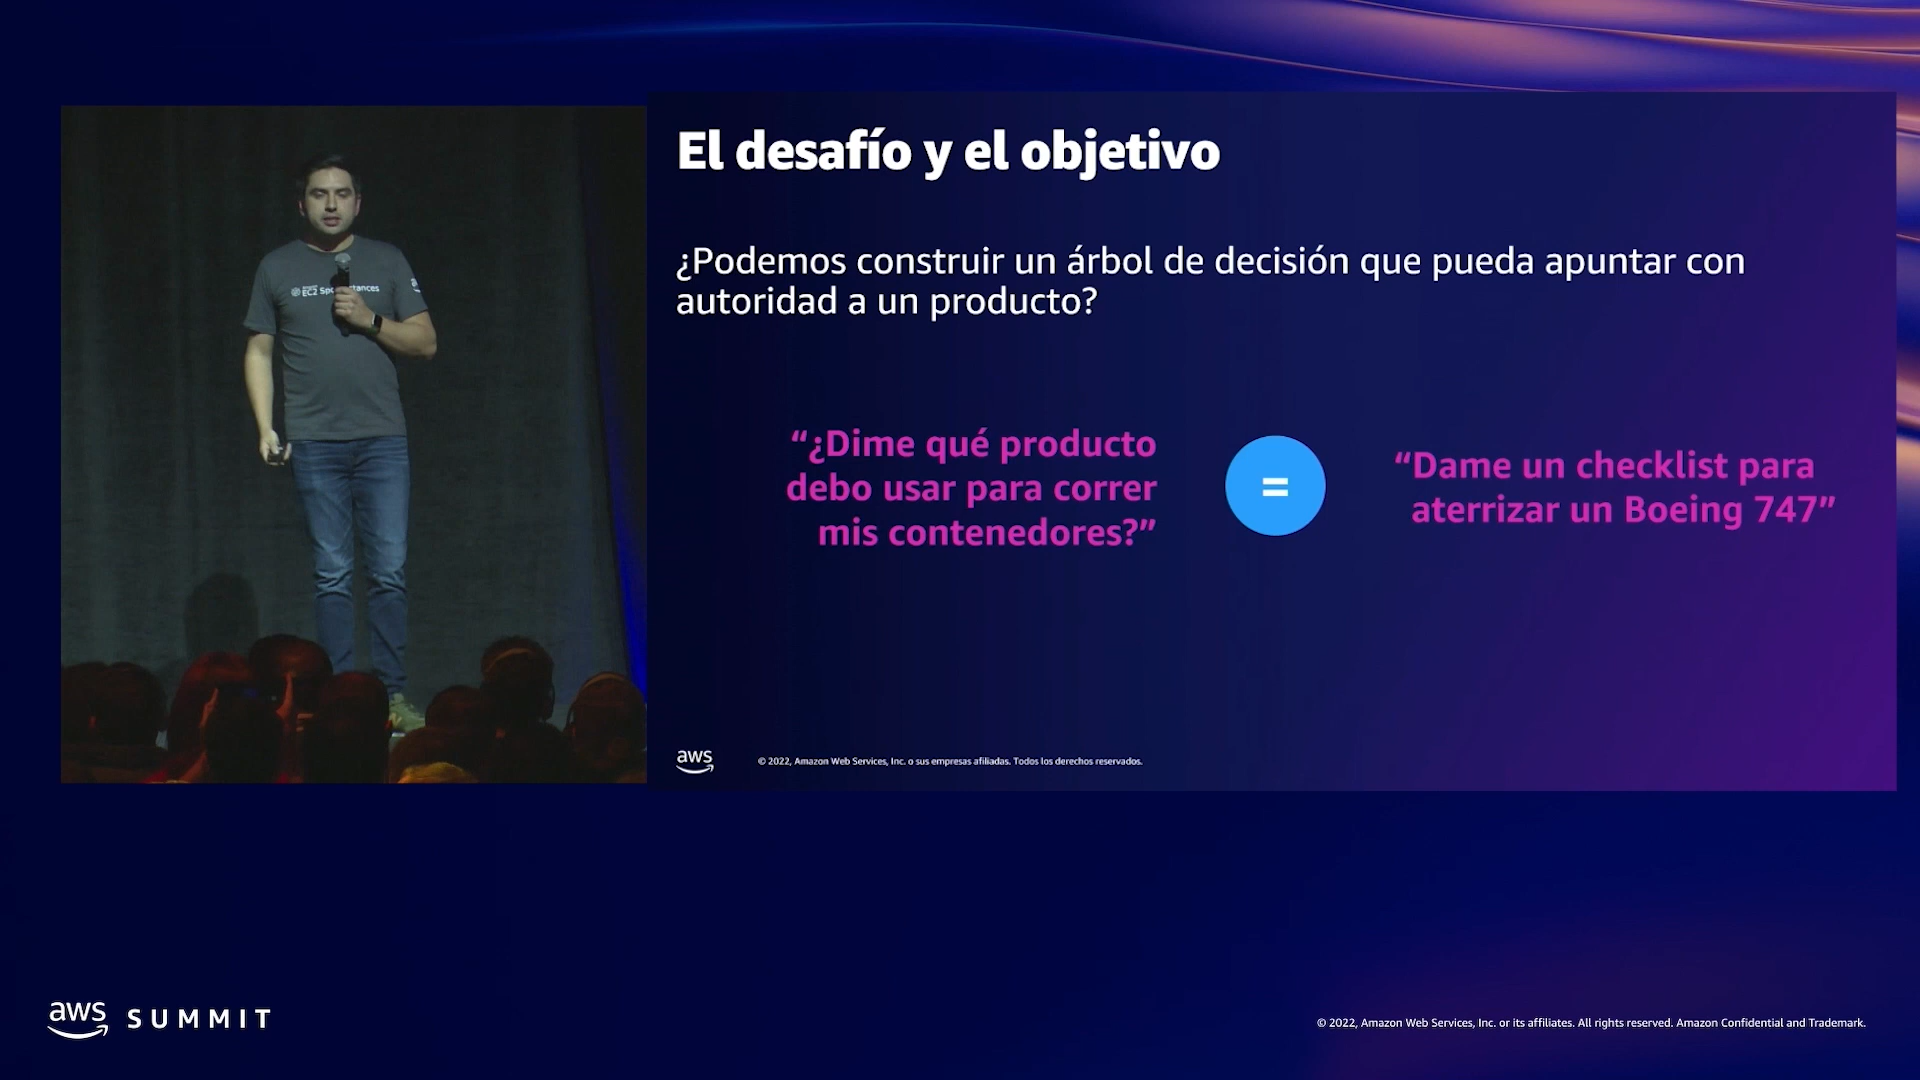 El desafío y el objetivo
¿Podemos construir un árbol de decisión que pueda apuntar con
autoridad a un producto?
“¿Dime qué producto
debo usar para correr
mis contenedores?”
=
“Dame un checklist para
aterrizar un Boeing 747”
aws
© 2022, Amazon Web Services, Inc. o sus empresas afiliadas. Todos los derechos reservados.
EC2
aws SUMMIT
© 2022, Amazon Web Services, Inc. or its affiliates. All rights reserved. Amazon Confidential and Trademark.